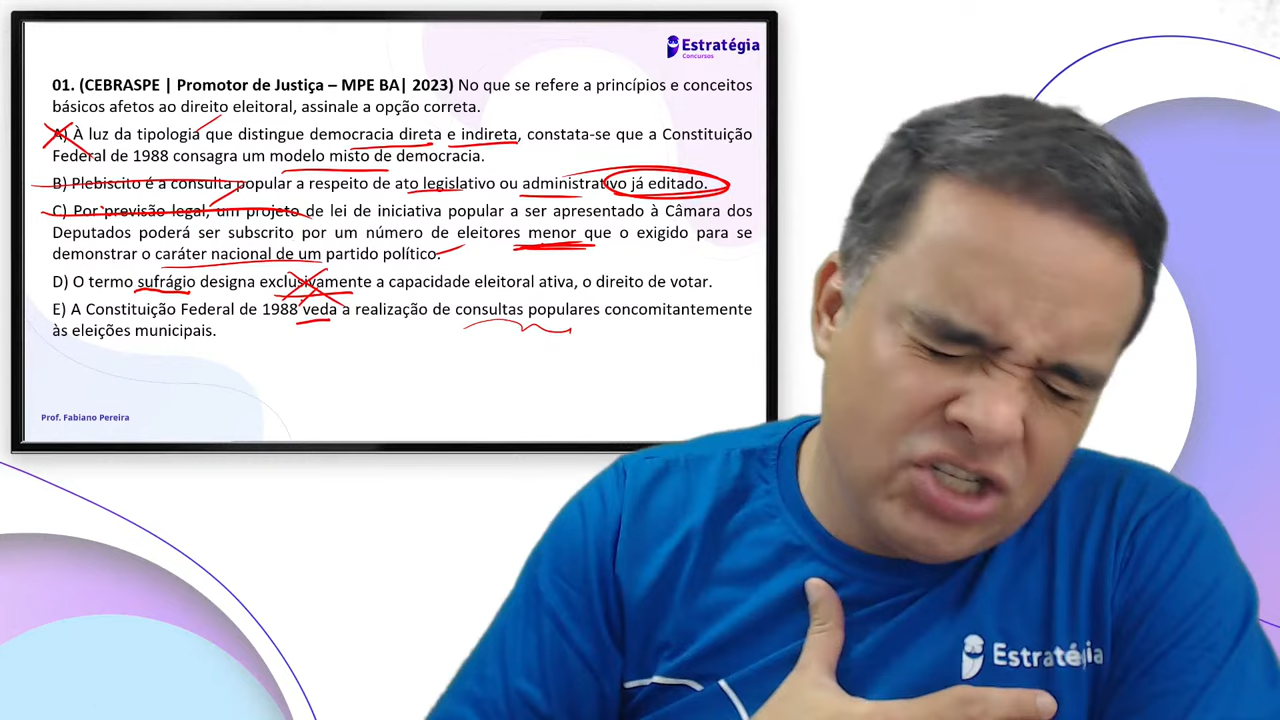 Estratégia
Concursos
01. (CEBRASPE | Promotor de Justiça – MPE BA| 2023) No que se refere a princípios e conceitos
básicos afetos ao direito eleitoral, assinale a opção correta.
A) À luz da tipologia que distingue democracia direta e indireta, constata-se que a Constituição
Federal de 1988 consagra um modelo misto de democracia.
B) Plebiscito é a consulta popular a respeito de ato legislativo ou administrativo já editado.
C) Por previsão legal, um projeto de lei de iniciativa popular a ser apresentado à Câmara dos
Deputados poderá ser subscrito por um número de eleitores menor que o exigido para se
demonstrar o caráter nacional de um partido político.
D) O termo sufrágio designa exclusivamente a capacidade eleitoral ativa, o direito de votar.
E) A Constituição Federal de 1988 veda a realização de consultas populares concomitantemente
às eleições municipais.
Prof. Fabiano Pereira
Estratégia